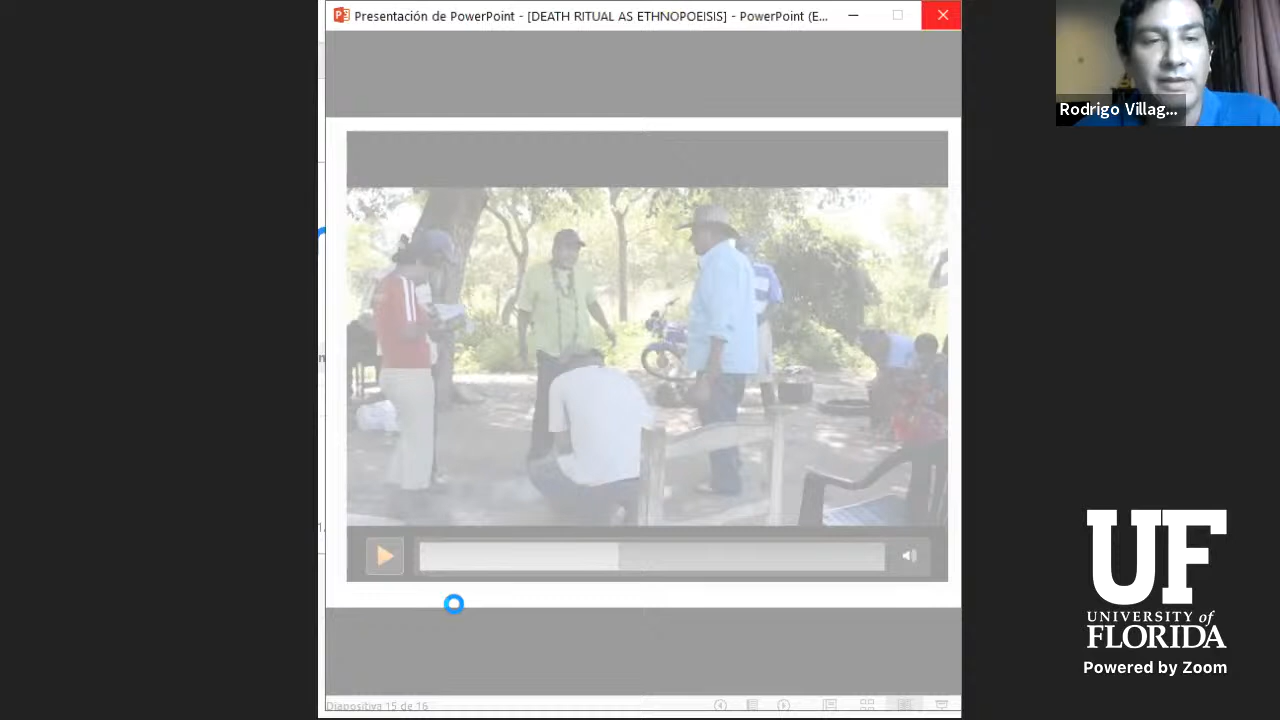 Presentación de PowerPoint - [DEATH RITUAL AS ETHNOPOEISIS] - PowerPoint (E...
Rodrigo Villag...
UF
UNIVERSITY of
FLORIDA
Powered by Zoom
Diapositiva 15 de 16